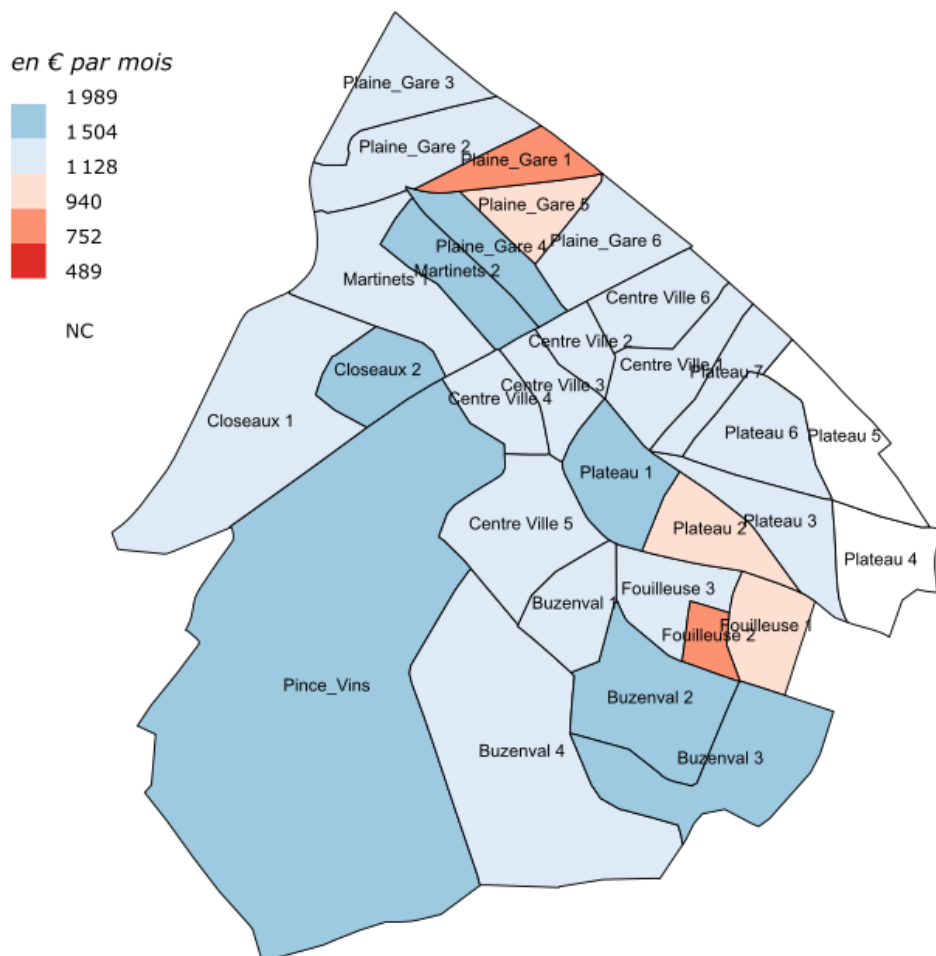 en € par mois
1 989
1 504
1 128
940
752
489
NC
Plaine_Gare 3
Plaine_Gare 2
Plaine_Gare 1
Plaine_Gare 5
Plaine_Gare 4
Plaine_Gare 6
Martinets 1
Martinets 2
Centre Ville 6
Centre Ville 2
Centre Ville 1
Plateau 7
Closeaux 2
Centre Ville 3
Centre Ville 4
Closeaux 1
Plateau 6
Plateau 5
Plateau 1
Centre Ville 5
Plateau 2
Plateau 3
Plateau 4
Fouilleuse 3
Buzenval 1
Fouilleuse 1
Fouilleuse 2
Pince_Vins
Buzenval 2
Buzenval 4
Buzenval 3